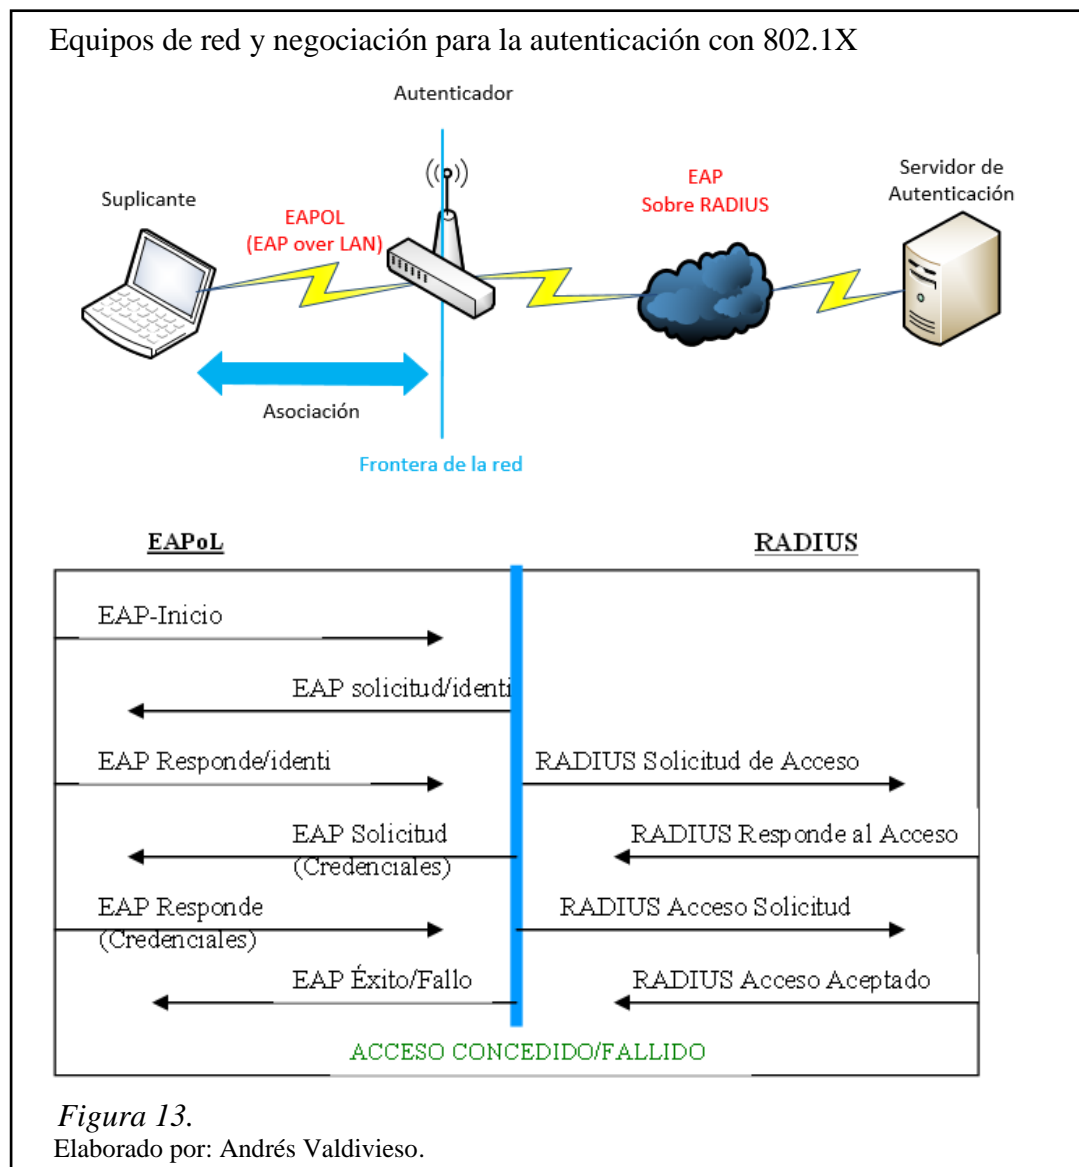 Equipos de red y negociación para la autenticación con 802.1X
Autenticador
Suplicante
EAPOL
(EAP over LAN)
EAP
Sobre RADIUS
Servidor de
Autenticación
Asociación
Frontera de la red
EAPoL
RADIUS
EAP-Inicio
EAP solicitud/identi
EAP Responde/identi
RADIUS Solicitud de Acceso
EAP Solicitud
(Credenciales)
RADIUS Responde al Acceso
EAP Responde
(Credenciales)
RADIUS Acceso Solicitud
EAP Éxito/Fallo
RADIUS Acceso Aceptado
ACCESO CONCEDIDO/FALLIDO
Figura 13.
Elaborado por: Andrés Valdivieso.